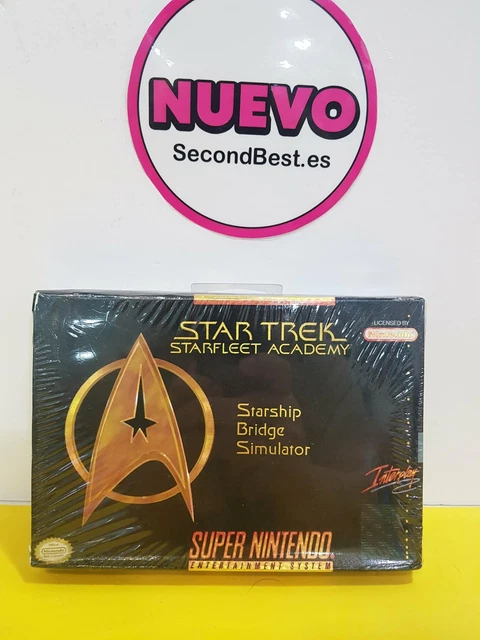 NUEVO
SecondBest.es
STAR TREK
STARFLEET ACADEMY
LICENSED BY
Nintendo
Starship
Bridge
Simulator
Interplay
SUPER NINTENDO
ENTERTAINMENT SYSTEM